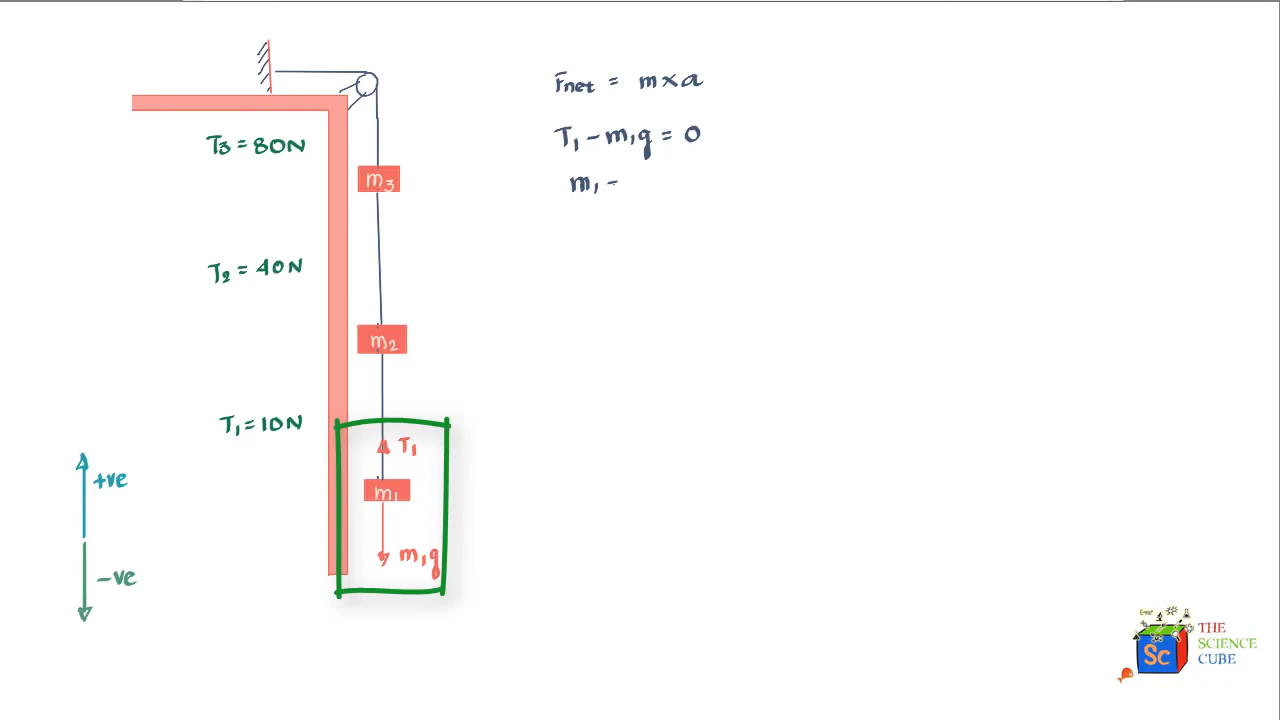 Fnet = m × a
T₃ = 80N
T₁ – m₁g = 0
m₃
m₁ –
T₂ = 40N
m₂
T₁ = 10N
T₁
+ve
m₁
m₁g
–ve
Sc
THE
SCIENCE
CUBE